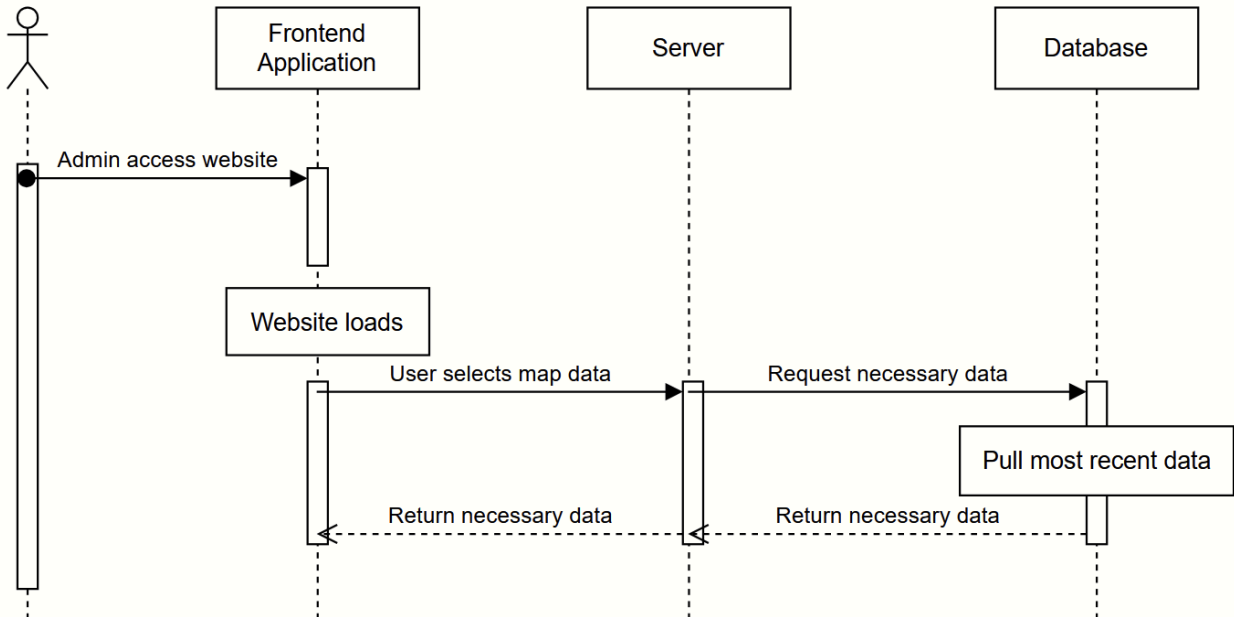 Frontend
Application
Server
Database
Admin access website
Website loads
User selects map data
Request necessary data
Pull most recent data
Return necessary data
Return necessary data